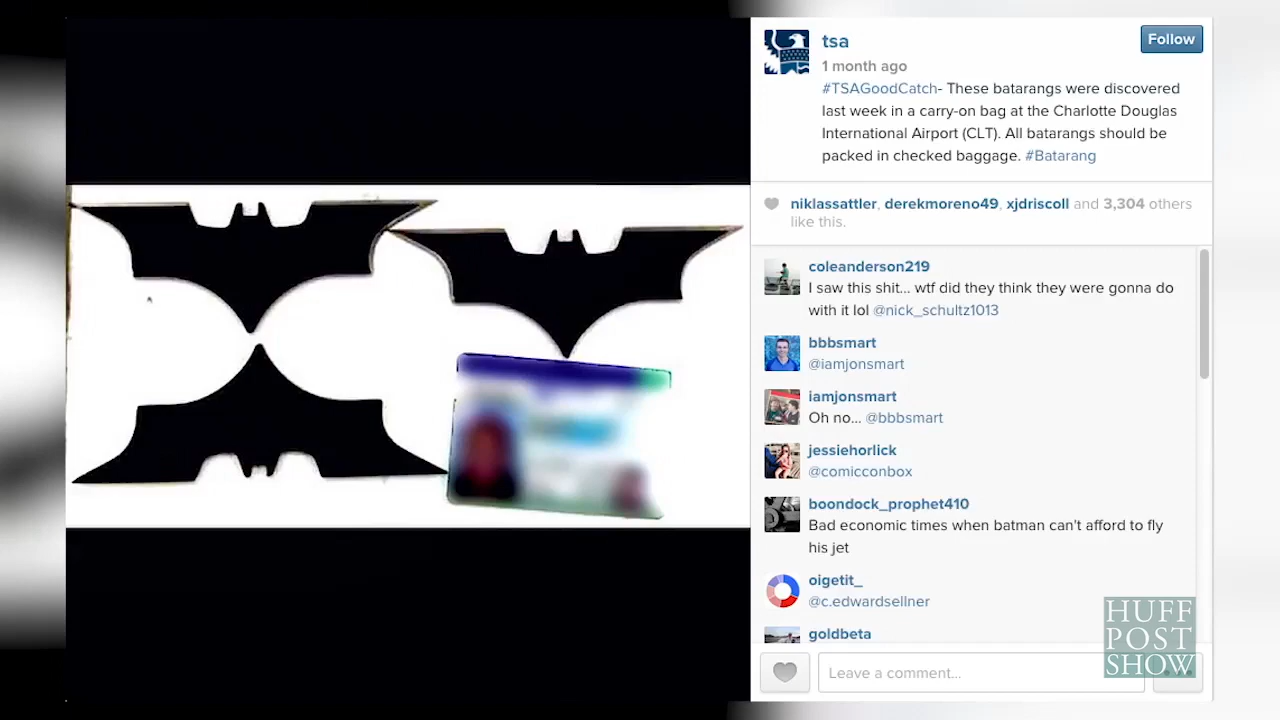 tsa
Follow
1 month ago
#TSAGoodCatch- These batarangs were discovered
last week in a carry-on bag at the Charlotte Douglas
International Airport (CLT). All batarangs should be
packed in checked baggage. #Batarang
niklassattler, derekmoreno49, xjdriscoll and 3,304 others
like this.
coleanderson219
I saw this shit... wtf did they think they were gonna do
with it lol @nick_schultz1013
bbbsmart
@iamjonsmart
iamjonsmart
Oh no... @bbbsmart
jessiehorlick
@comicconbox
boondock_prophet410
Bad economic times when batman can't afford to fly
his jet
oigetit_
@c.edwardsellner
goldbeta
Leave a comment...
HUFF
POST
SHOW